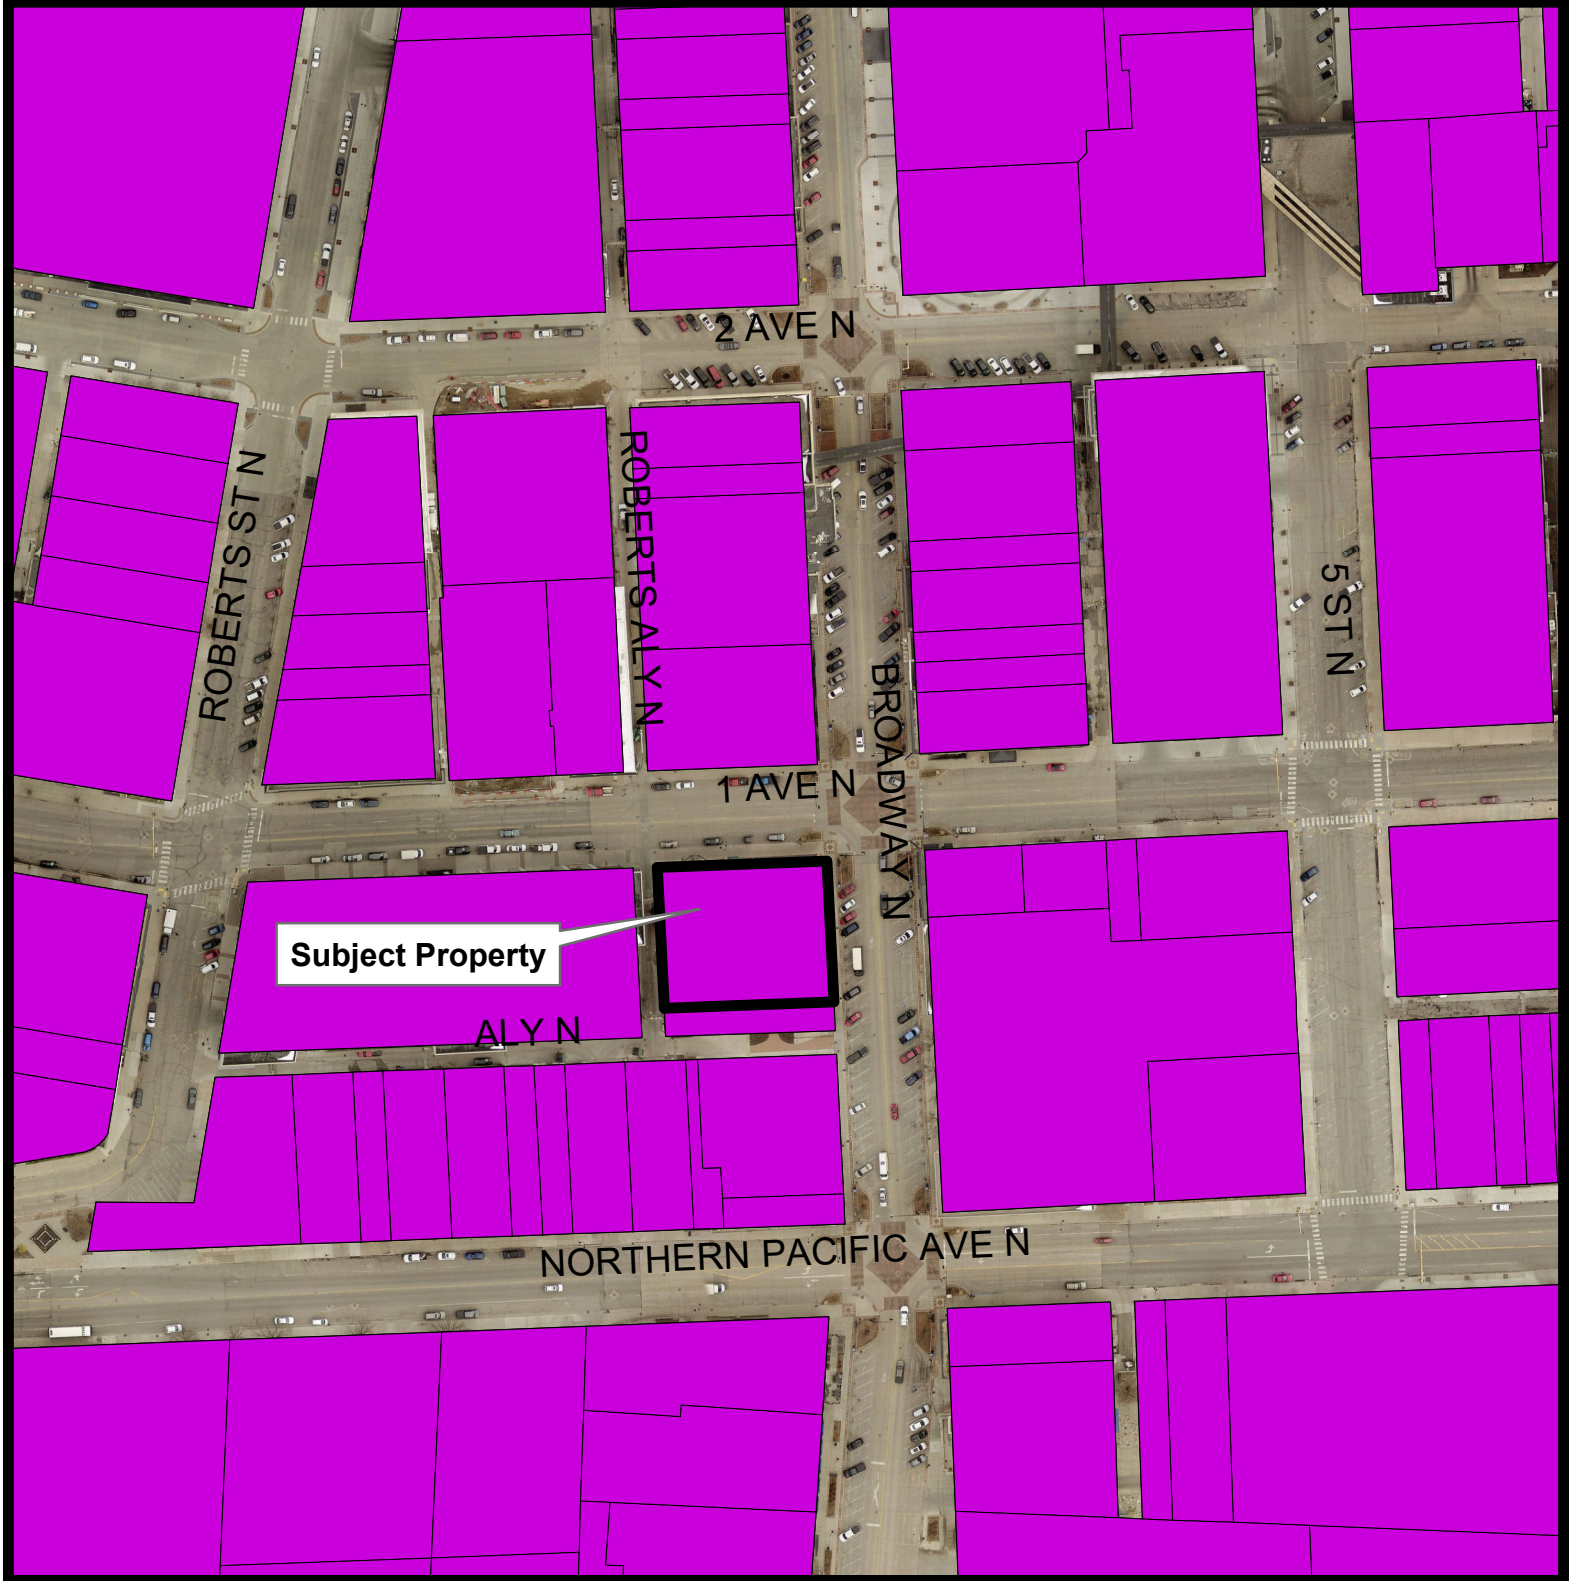 2 AVE N
ROBERTS ALY N
ROBERTS ST N
5 ST N
BROADWAY N
1 AVE N
Subject Property
ALY N
NORTHERN PACIFIC AVE N